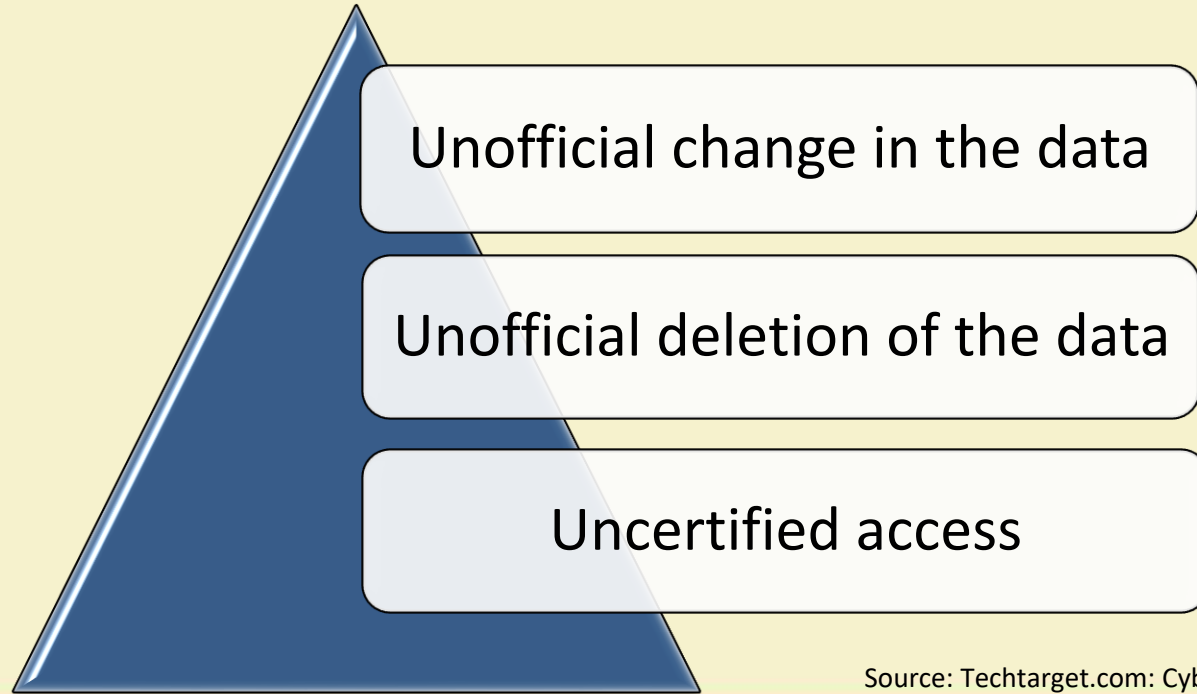 Unofficial change in the data
Unofficial deletion of the data
Uncertified access
Source: Techtarget.com: Cyb